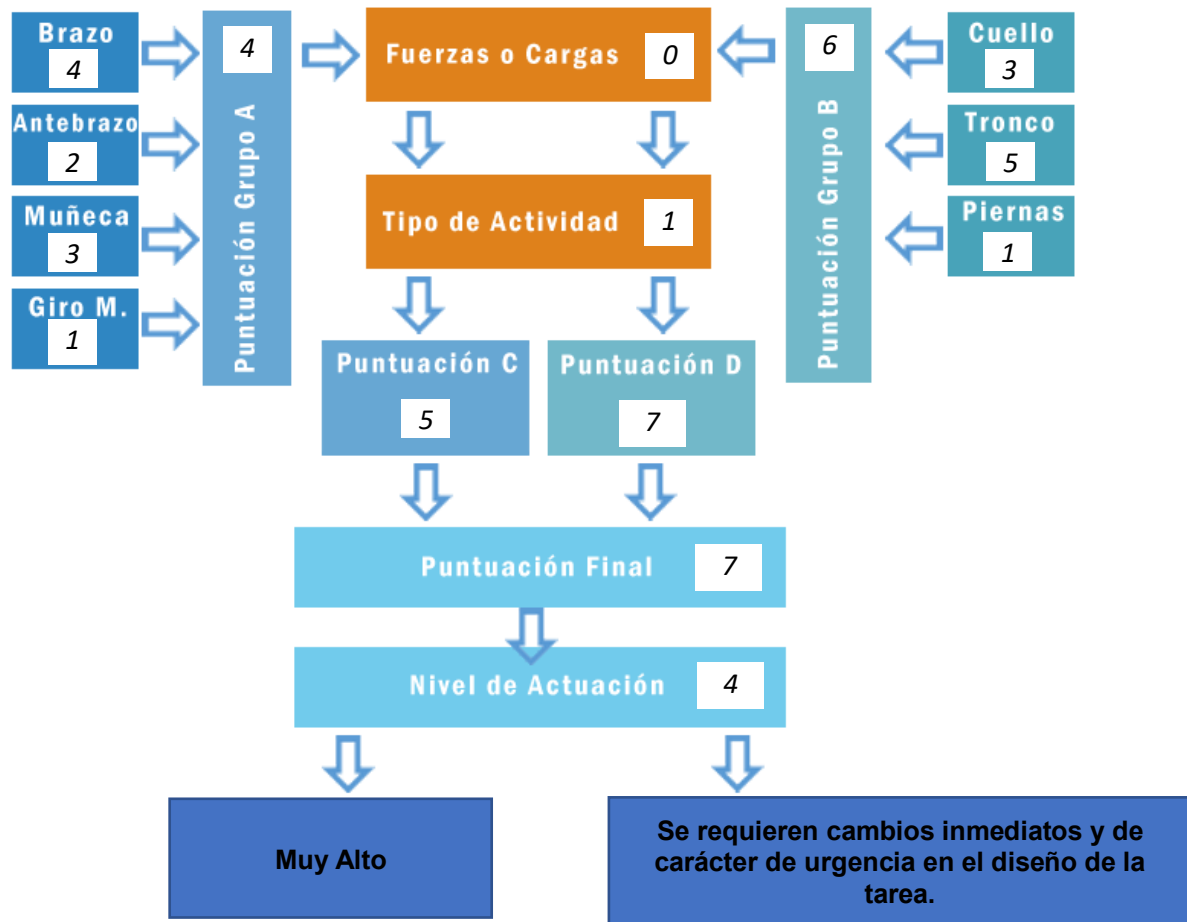 Brazo
4
Antebrazo
2
Muñeca
3
Giro M.
1
4
Puntuación Grupo A
Fuerzas o Cargas 0
Tipo de Actividad 1
6
Puntuación Grupo B
Cuello
3
Tronco
5
Piernas
1
Puntuación C
5
Puntuación D
7
Puntuación Final 7
Nivel de Actuación 4
Muy Alto
Se requieren cambios inmediatos y de
carácter de urgencia en el diseño de la
tarea.